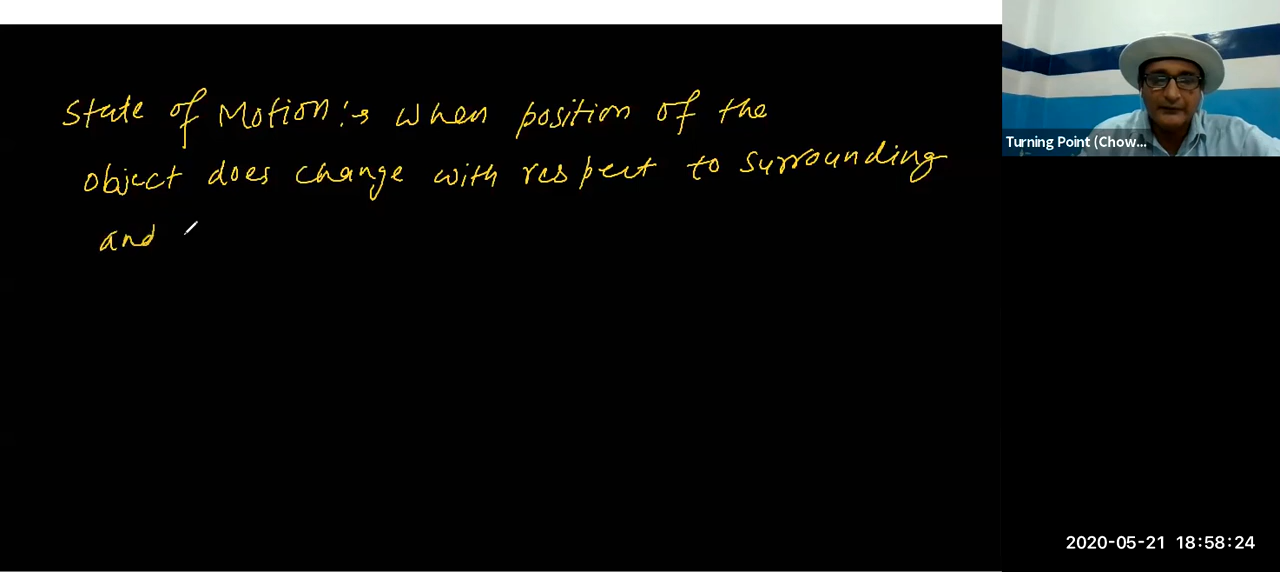 State of Motion :- when position of the
object does change with respect to surrounding
and
Turning Point (Chow...
2020-05-21 18:58:24